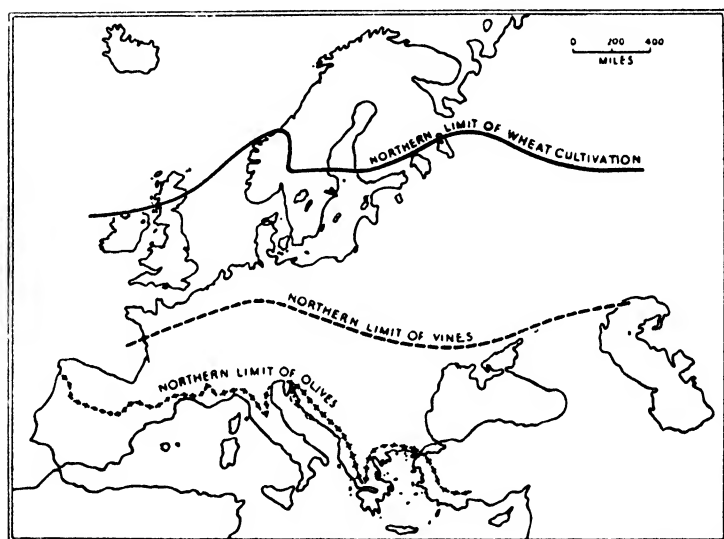 0 200 400
MILES
NORTHERN LIMIT OF WHEAT CULTIVATION
NORTHERN LIMIT OF VINES
NORTHERN LIMIT OF OLIVES